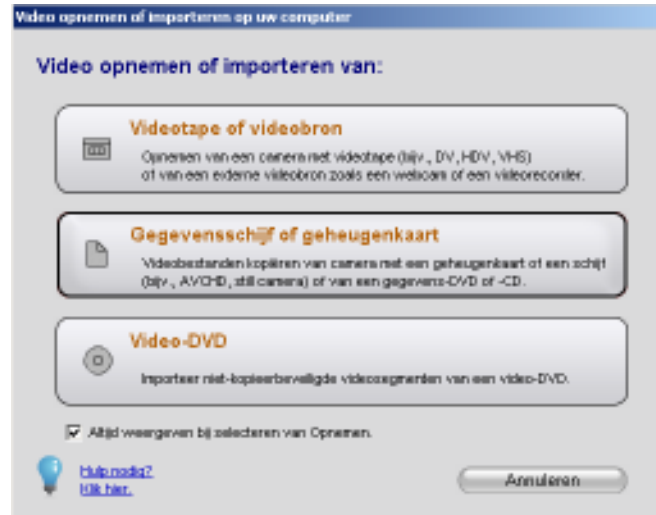 Video opnemen of importeren op uw computer
Video opnemen of importeren van:
Videotape of videobron
Opnemen van een camera met videotape (bijv., DV, HDV, VHS)
of van een externe videobron zoals een webcam of een videorecorder.
Gegevensschijf of geheugenkaart
Videobestanden kopiëren van camera met een geheugenkaart of een schijf
(bijv., AVCHD, still camera) of van een gegevens-DVD of -CD.
Video-DVD
Importeer niet-kopieerbeveiligde videosegmenten van een video-DVD.
Altijd weergeven bij selecteren van Opnemen.
Hulp nodig?
Klik hier.
Annuleren